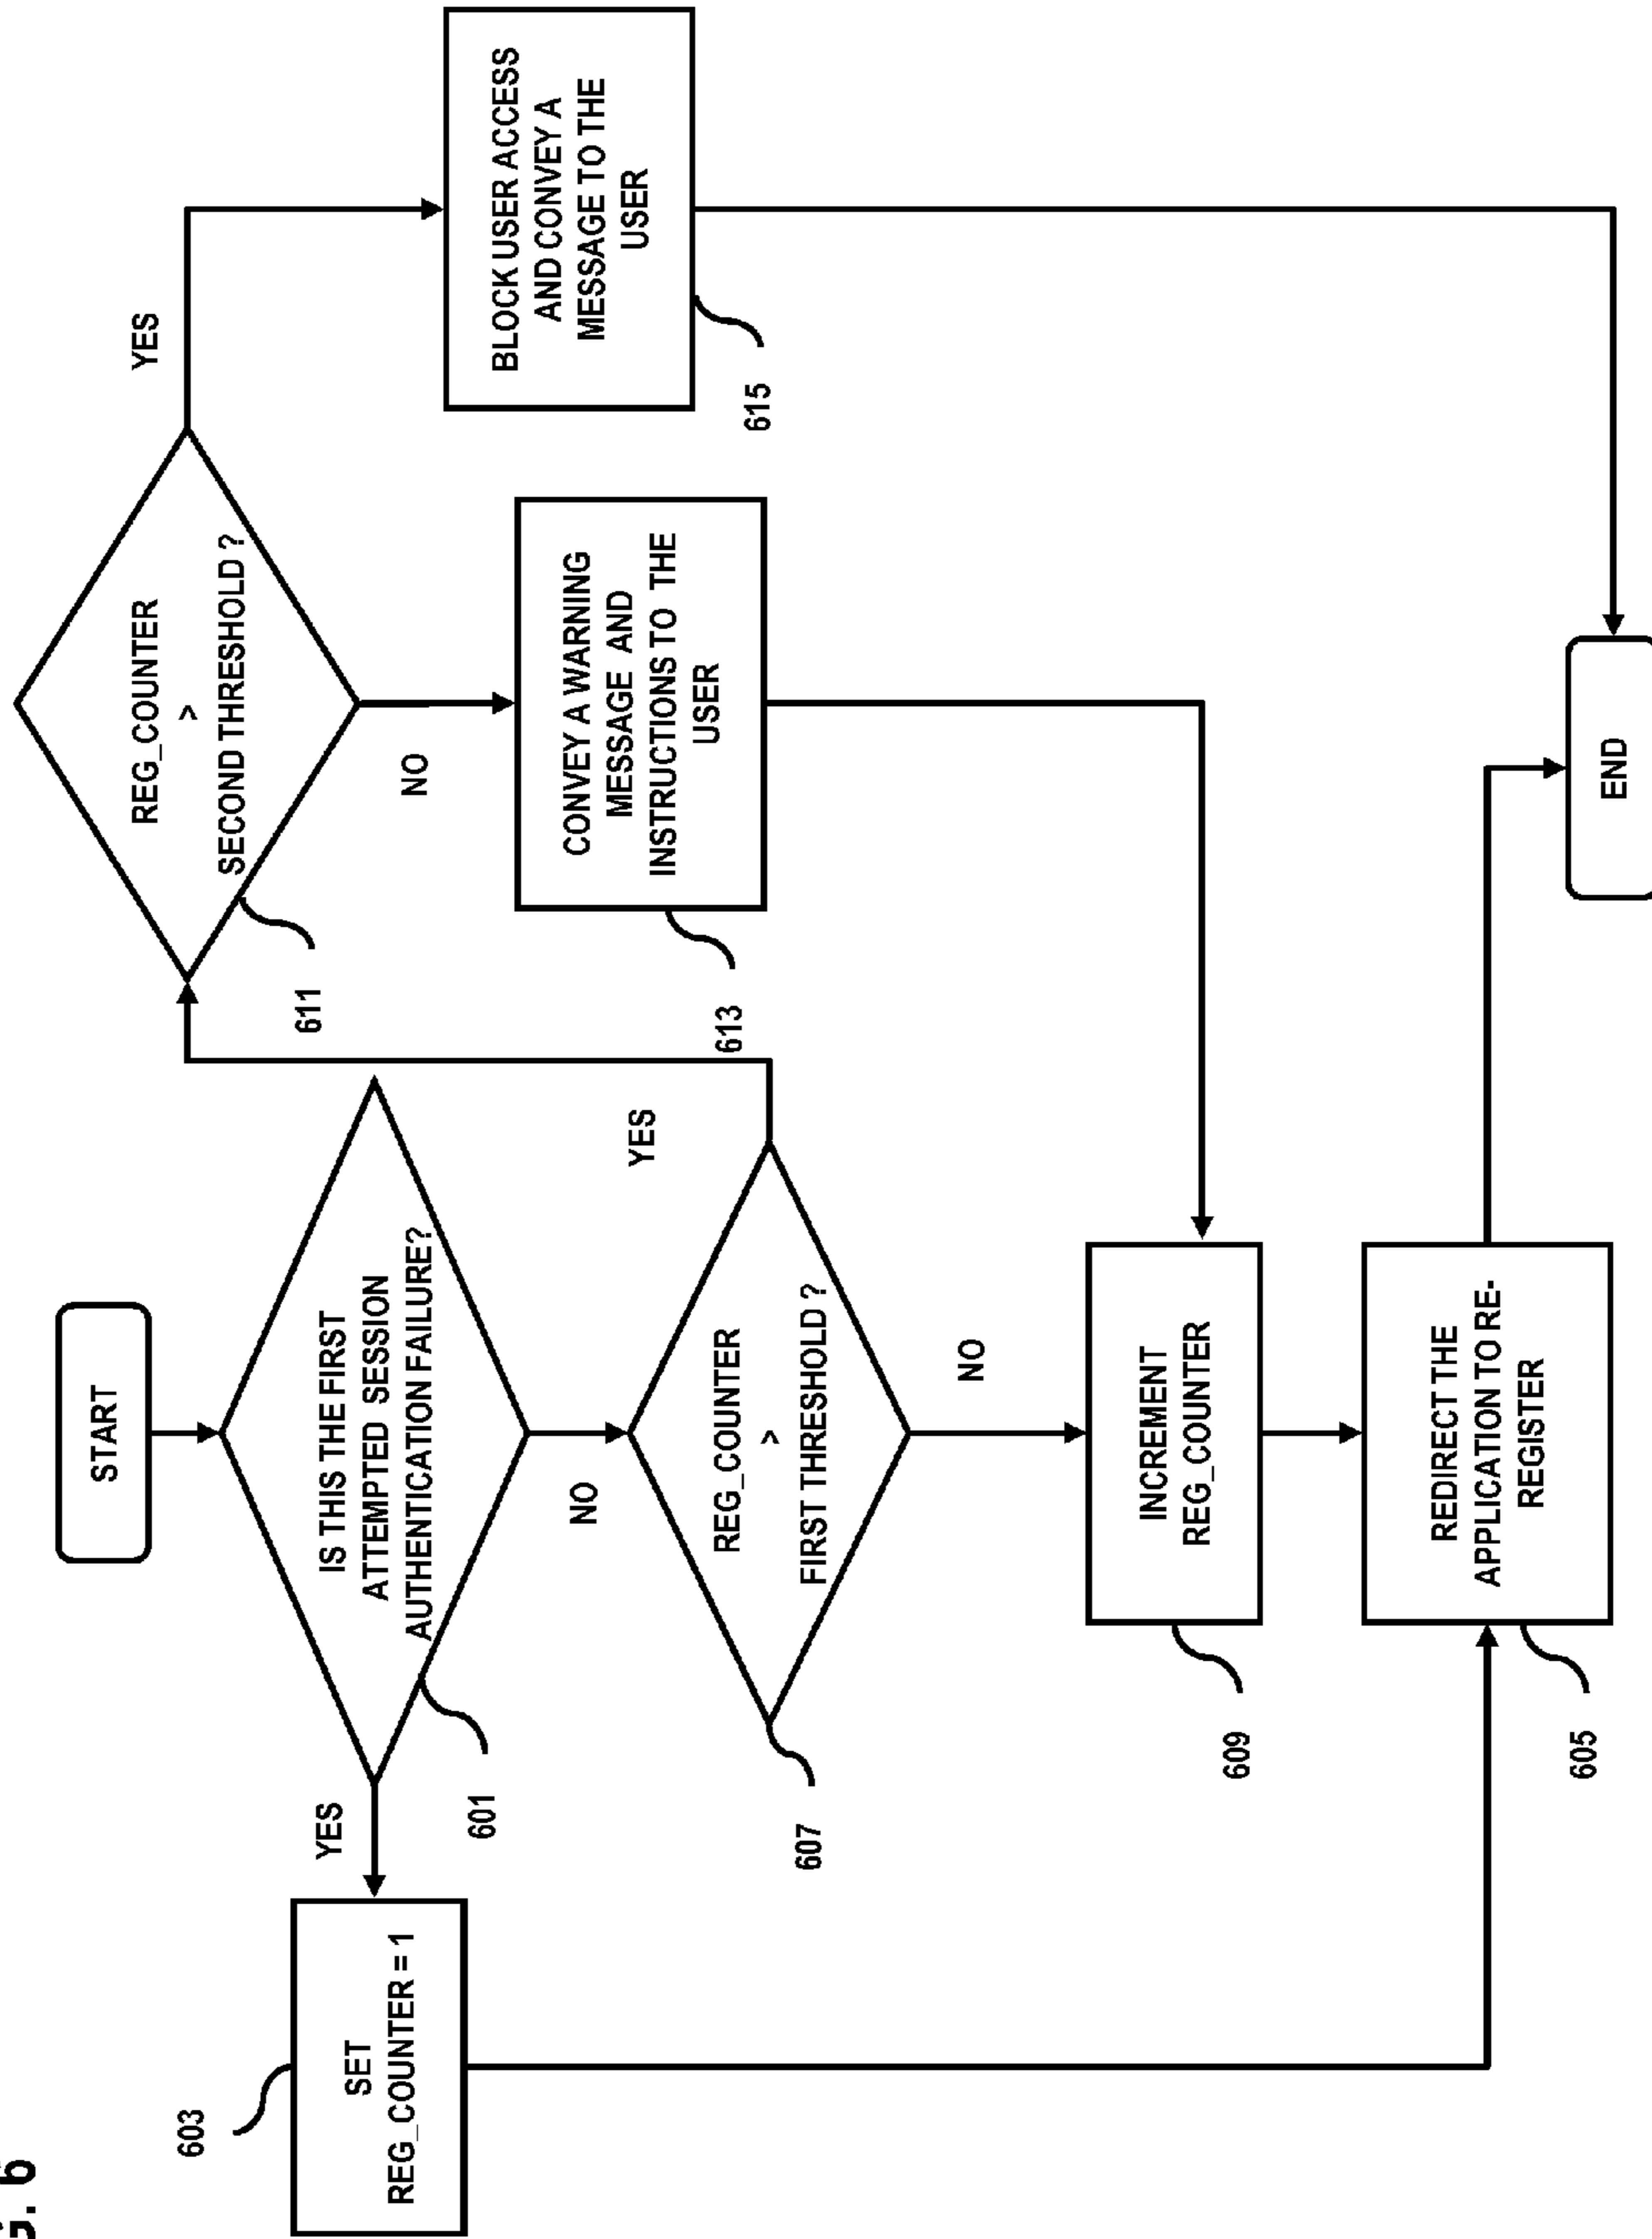 G. 6
START
603
SET
REG_COUNTER = 1
YES
IS THIS THE FIRST
ATTEMPTED SESSION
AUTHENTICATION FAILURE?
601
NO
607
REG_COUNTER
>
FIRST THRESHOLD ?
YES
NO
611
REG_COUNTER
>
SECOND THRESHOLD ?
YES
NO
613
CONVEY A WARNING
MESSAGE AND
INSTRUCTIONS TO THE
USER
615
BLOCK USER ACCESS
AND CONVEY A
MESSAGE TO THE
USER
609
INCREMENT
REG_COUNTER
605
REDIRECT THE
APPLICATION TO RE-
REGISTER
END